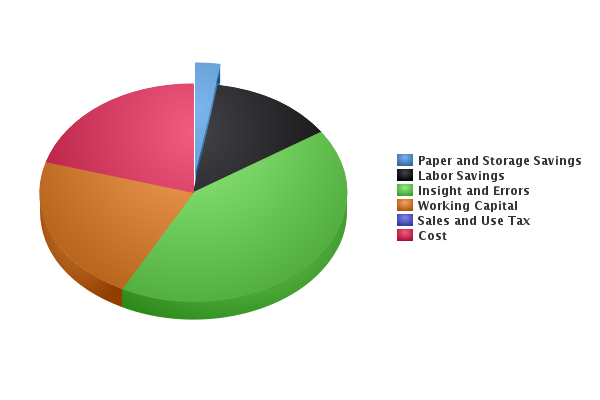 Paper and Storage Savings
Labor Savings
Insight and Errors
Working Capital
Sales and Use Tax
Cost